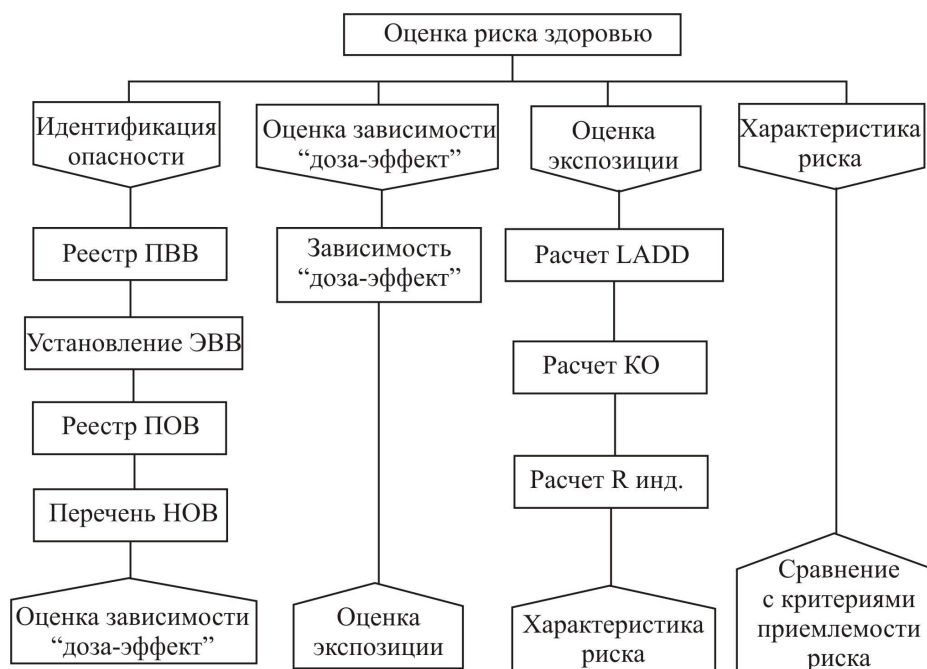 Оценка риска здоровью
Идентификация
опасности
Оценка зависимости
“доза-эффект”
Оценка
экспозиции
Характеристика
риска
Реестр ПВВ
Зависимость
“доза-эффект”
Расчет LADD
Установление ЭВВ
Расчет КО
Реестр ПОВ
Расчет R инд.
Перечень НОВ
Оценка зависимости
“доза-эффект”
Оценка
экспозиции
Характеристика
риска
Сравнение
с критериями
приемлемости
риска